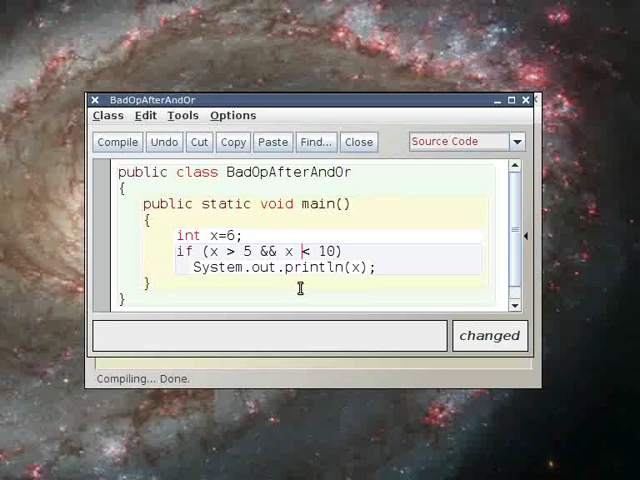 BadOpAfterAndOr
Class Edit Tools Options
Compile Undo Cut Copy Paste Find... Close Source Code
public class BadOpAfterAndOr
{
public static void main()
{
int x=6;
if (x > 5 && x < 10)
System.out.println(x);
}
}
changed
Compiling... Done.